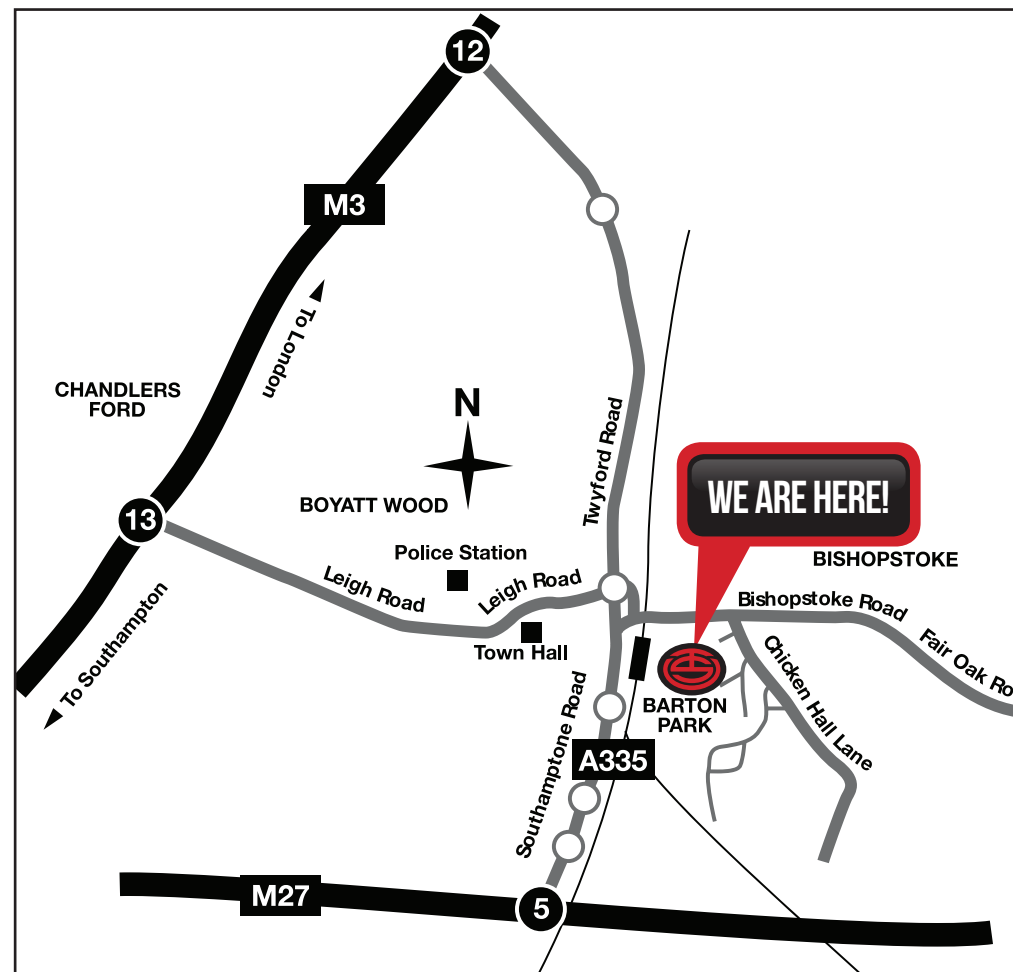 12
M3
To London
CHANDLERS
FORD
N
Twyford Road
WE ARE HERE!
13
BOYATT WOOD
BISHOPSTOKE
Police Station
Leigh Road
Leigh Road
Bishopstoke Road
Fair Oak Ro
Town Hall
To Southampton
Chicken Hall Lane
BARTON
PARK
Southamptone Road
A335
M27
5